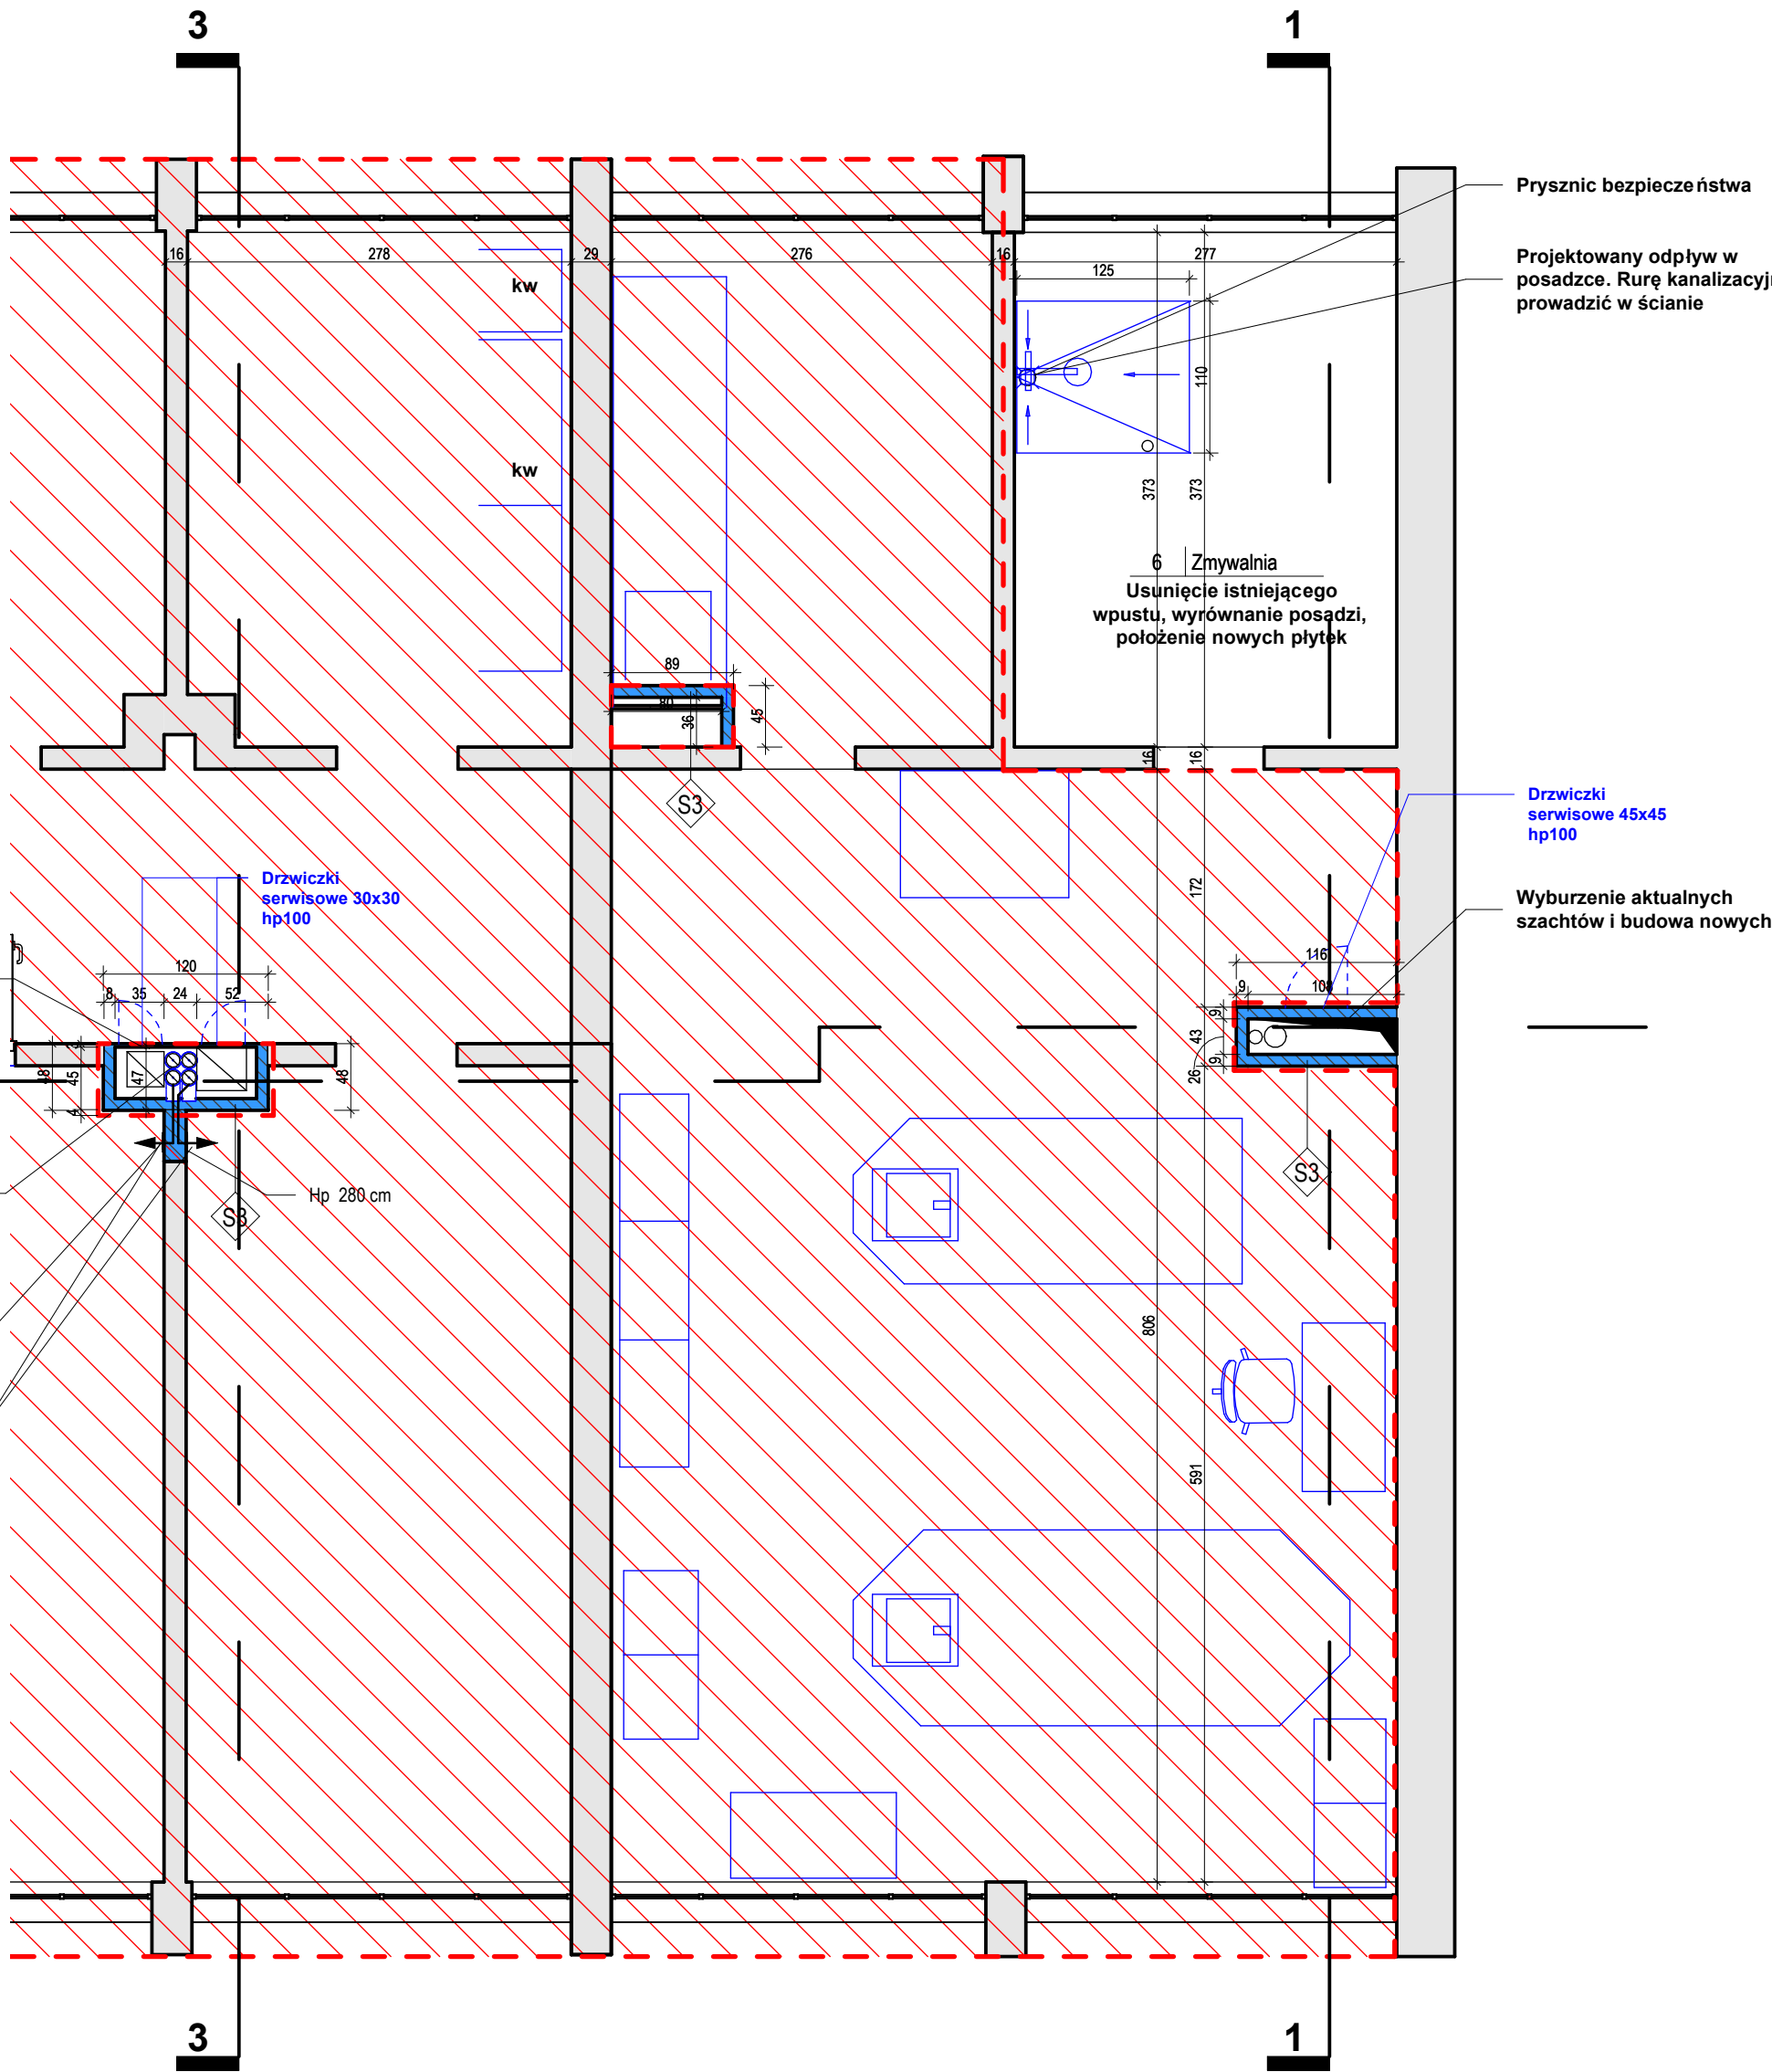 3
1
Prysznic bezpieczeństwa
Projektowany odpływ w
posadzce. Rurę
prowadzić w ścianie
16
278
29
276
16
277
125
kw
110
kw
373
373
6 Zmywalnia
Usunięcie istniejącego
wpustu, wyrównanie posadzi,
położenie nowych płytek
89
80
36
45
16
16
S3
Drzwiczki
serwisowe 45x45
hp100
Drzwiczki
serwisowe 30x30
hp100
172
Wyburzenie aktualnych
szachtów i budowa nowych
120
8
35
24
52
116
9
108
9
43
9
26
48
45
4
47
48
S3
Hp 280 cm
S3
806
591
3
1